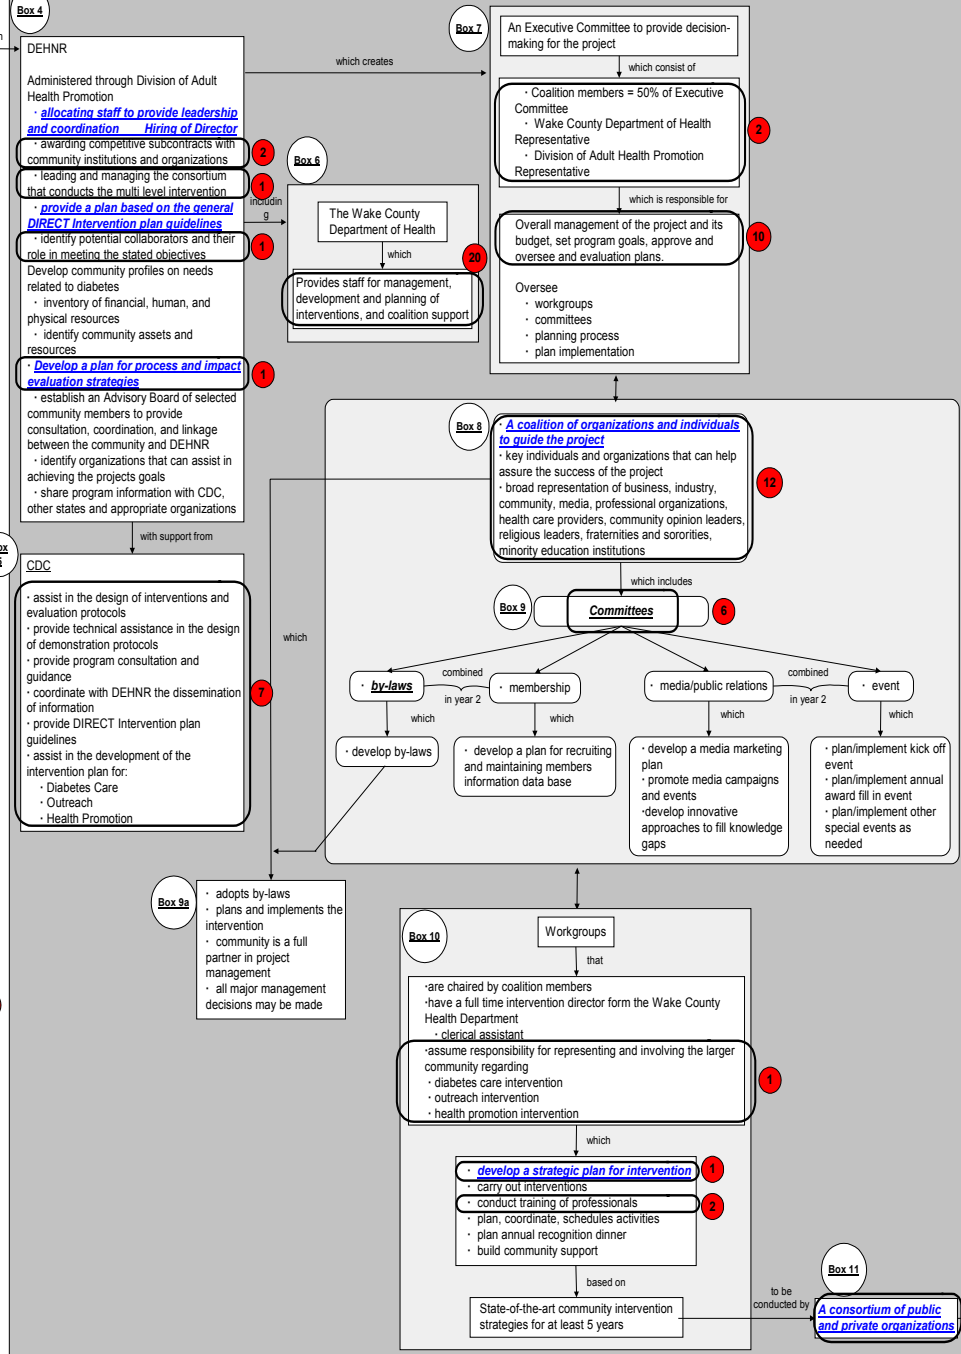 Box 4
n
DEHNR
Administered through Division of Adult
Health Promotion
· allocating staff to provide leadership
and coordination Hiring of Director
· awarding competitive subcontracts with
community institutions and organizations
2
· leading and managing the consortium
that conducts the multi level intervention
1
· provide a plan based on the general
DIRECT Intervention plan guidelines
· identify potential collaborators and their
role in meeting the stated objectives
1
Develop community profiles on needs
related to diabetes
· inventory of financial, human, and
physical resources
· identify community assets and
resources
· Develop a plan for process and impact
evaluation strategies
1
· establish an Advisory Board of selected
community members to provide
consultation, coordination, and linkage
between the community and DEHNR
· identify organizations that can assist in
achieving the projects goals
· share program information with CDC,
other states and appropriate organizations
with support from
CDC
· assist in the design of interventions and
evaluation protocols
· provide technical assistance in the design
of demonstration protocols
· provide program consultation and
guidance
· coordinate with DEHNR the dissemination
of information
· provide DIRECT Intervention plan
guidelines
· assist in the development of the
intervention plan for:
· Diabetes Care
· Outreach
· Health Promotion
7
which creates
includin
g
Box 6
The Wake County
Department of Health
which
20
Provides staff for management,
development and planning of
interventions, and coalition support
Box 7
An Executive Committee to provide decision-
making for the project
which consist of
· Coalition members = 50% of Executive
Committee
· Wake County Department of Health
Representative
· Division of Adult Health Promotion
Representative
2
which is responsible for
Overall management of the project and its
budget, set program goals, approve and
oversee and evaluation plans.
10
Oversee
· workgroups
· committees
· planning process
· plan implementation
Box 8
· A coalition of organizations and individuals
to guide the project
· key individuals and organizations that can help
assure the success of the project
· broad representation of business, industry,
community, media, professional organizations,
health care providers, community opinion leaders,
religious leaders, fraternities and sororities,
minority education institutions
12
which includes
Box 9
Committees
6
· by-laws
combined
in year 2
· membership
· media/public relations
combined
in year 2
· event
which
which
which
which
which
· develop by-laws
· develop a plan for recruiting
and maintaining members
information data base
· develop a media marketing
plan
· promote media campaigns
and events
·develop innovative
approaches to fill knowledge
gaps
· plan/implement kick off
event
· plan/implement annual
award fill in event
· plan/implement other
special events as
needed
Box 9a
· adopts by-laws
· plans and implements the
intervention
· community is a full
partner in project
management
· all major management
decisions may be made
Box 10
Workgroups
that
·are chaired by coalition members
·have a full time intervention director form the Wake County
Health Department
· clerical assistant
·assume responsibility for representing and involving the larger
community regarding
· diabetes care intervention
· outreach intervention
· health promotion intervention
1
which
· develop a strategic plan for intervention
1
· carry out interventions
· conduct training of professionals
2
· plan, coordinate, schedules activities
· plan annual recognition dinner
· build community support
based on
State-of-the-art community intervention
strategies for at least 5 years
to be
conducted by
Box 11
A consortium of public
and private organizations